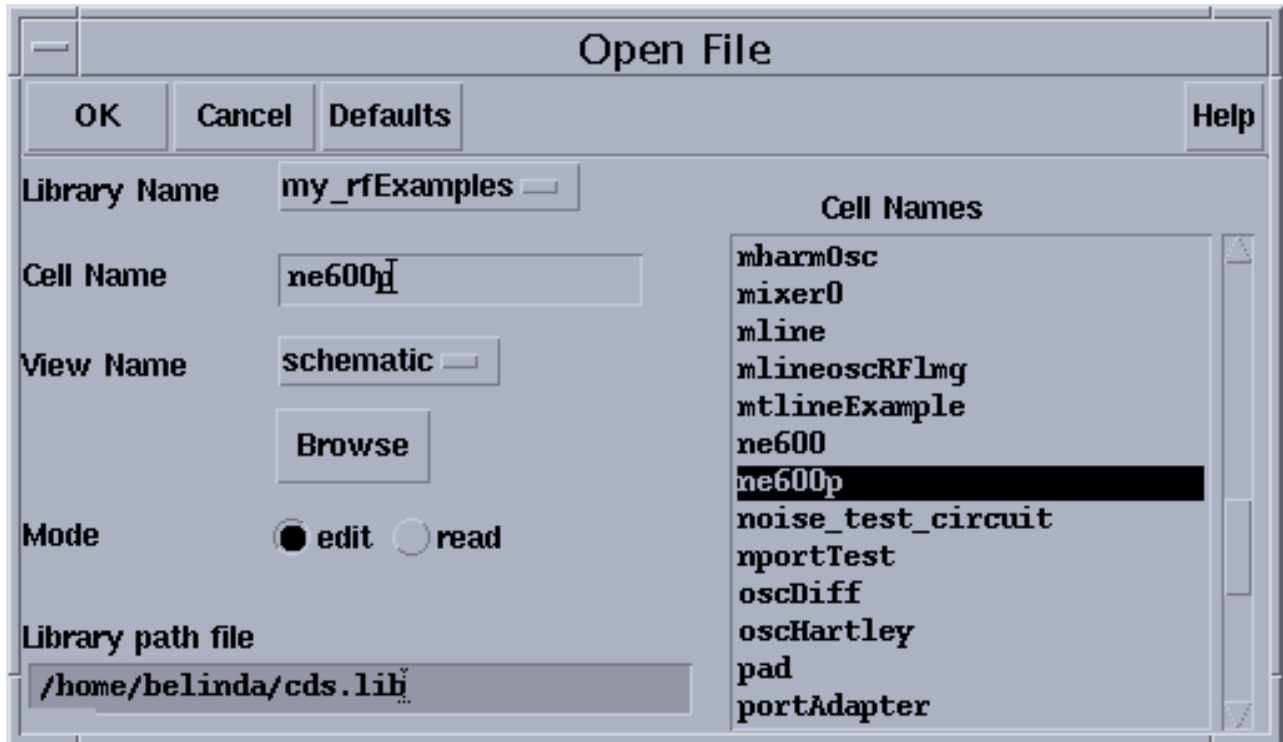 Open File
OK Cancel Defaults Help
Library Name my_rfExamples
Cell Name ne600p
View Name schematic
Browse
Mode edit read
Library path file
/home/belinda/cds.lib
Cell Names
mharmOsc
mixer0
mline
mlineoscRFlmg
mtlineExample
ne600
ne600p
noise_test_circuit
nportTest
oscDiff
oscHartley
pad
portAdapter